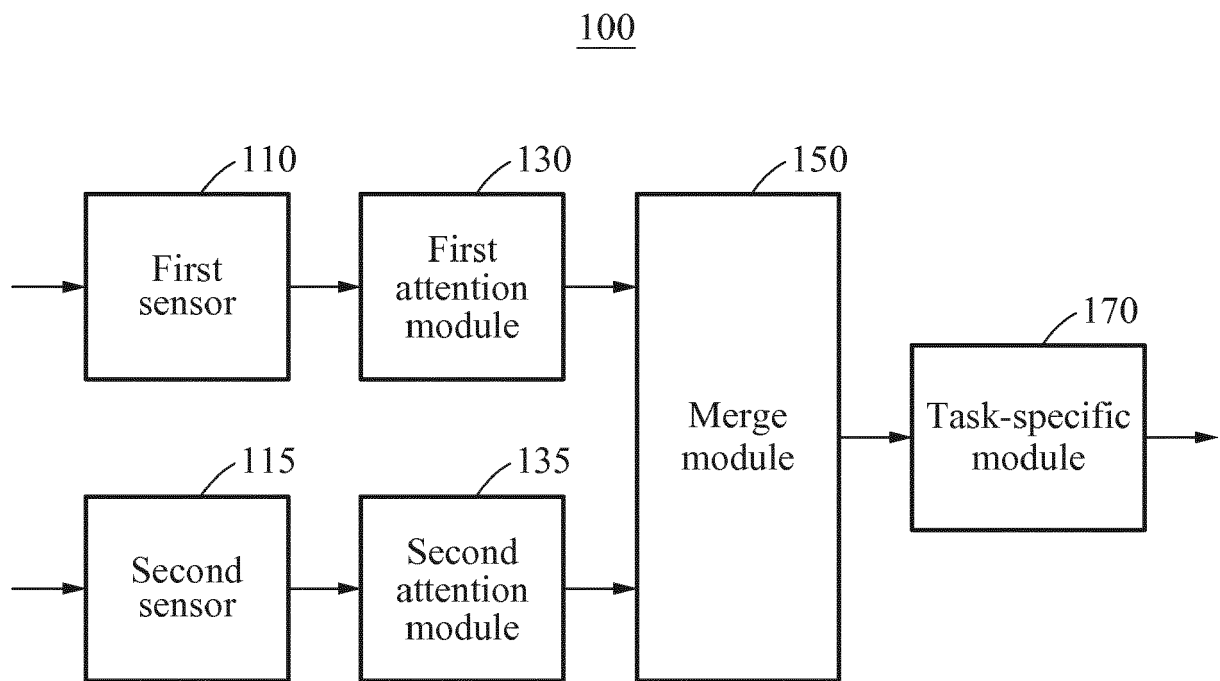 100
110
130
150
First
sensor
First
attention
module
170
Merge
module
Task-specific
module
115
135
Second
sensor
Second
attention
module